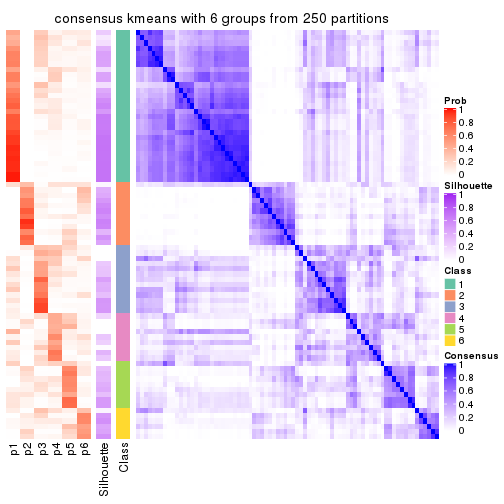 consensus kmeans with 6 groups from 250 partitions
Prob
1
0.8
0.6
0.4
0.2
0
Silhouette
1
0.8
0.6
0.4
0.2
0
Class
1
2
3
4
5
6
Consensus
1
0.8
0.6
0.4
0.2
0
p1
p2
p3
p4
p5
p6
Silhouette
Class